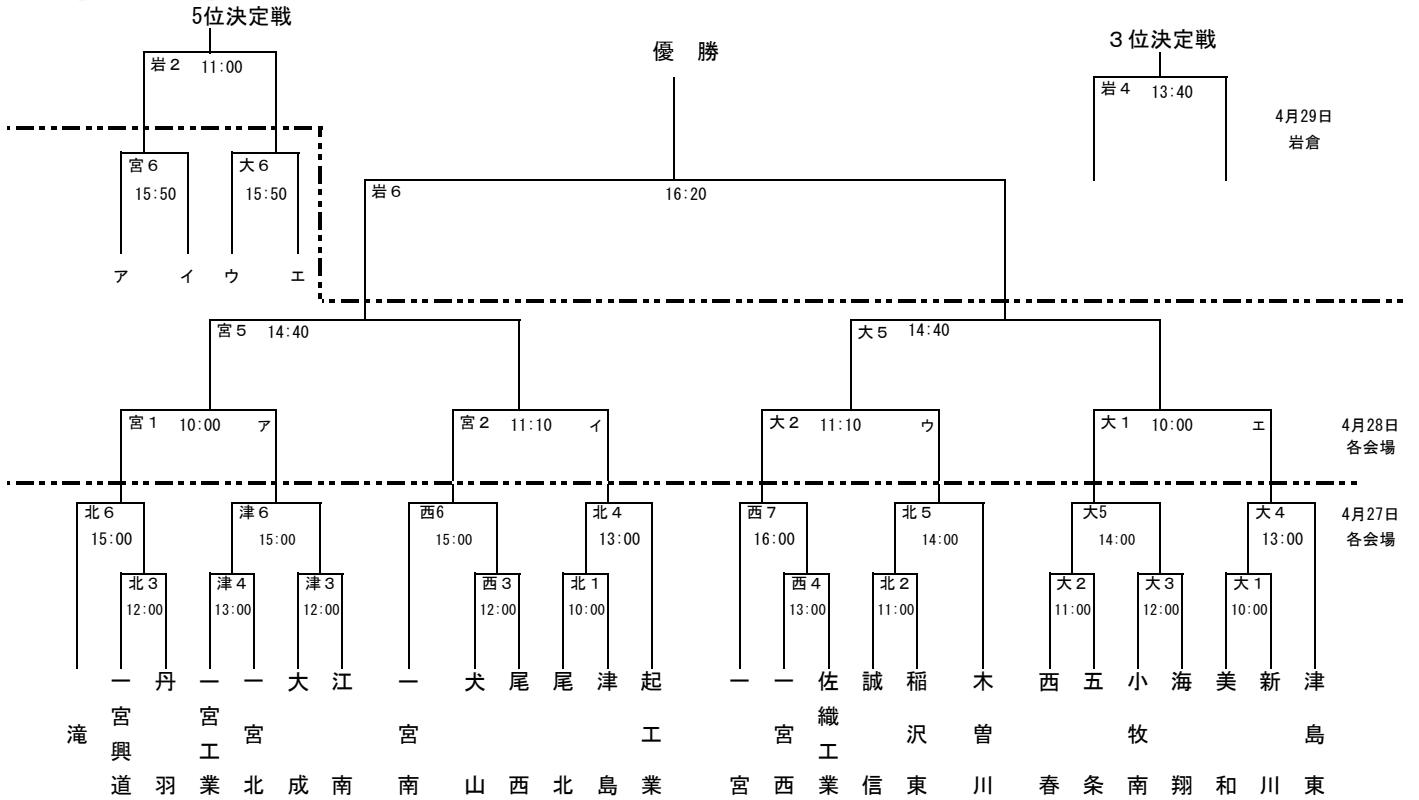 5位決定戦
優　勝
３位決定戦
岩２ 11:00
岩４ 13:40
4月29日
岩倉
宮６ 大６
15:50 15:50
岩６ 16:20
ア イ ウ エ
宮５ 14:40
大５ 14:40
宮１ 10:00 ア
宮２ 11:10 イ
大２ 11:10 ウ
大１ 10:00 エ
4月28日
各会場
北６ 津６ 西6 北４ 西７ 北５ 大5 大４
15:00 15:00 15:00 13:00 16:00 14:00 14:00 13:00
4月27日
各会場
北３ 津４ 津３ 西３ 北１ 西４ 北２ 大２ 大３ 大１
12:00 13:00 12:00 12:00 10:00 13:00 11:00 11:00 12:00 10:00
滝
一宮興道
丹羽
一宮工業
一宮北
大成
江南
一宮南
犬山
尾西
尾北
津島
起工業
一宮
一宮西
佐織工業
誠信
稲沢東
木曽川
西春
五条
小牧南
海翔
美和
新川
津島東